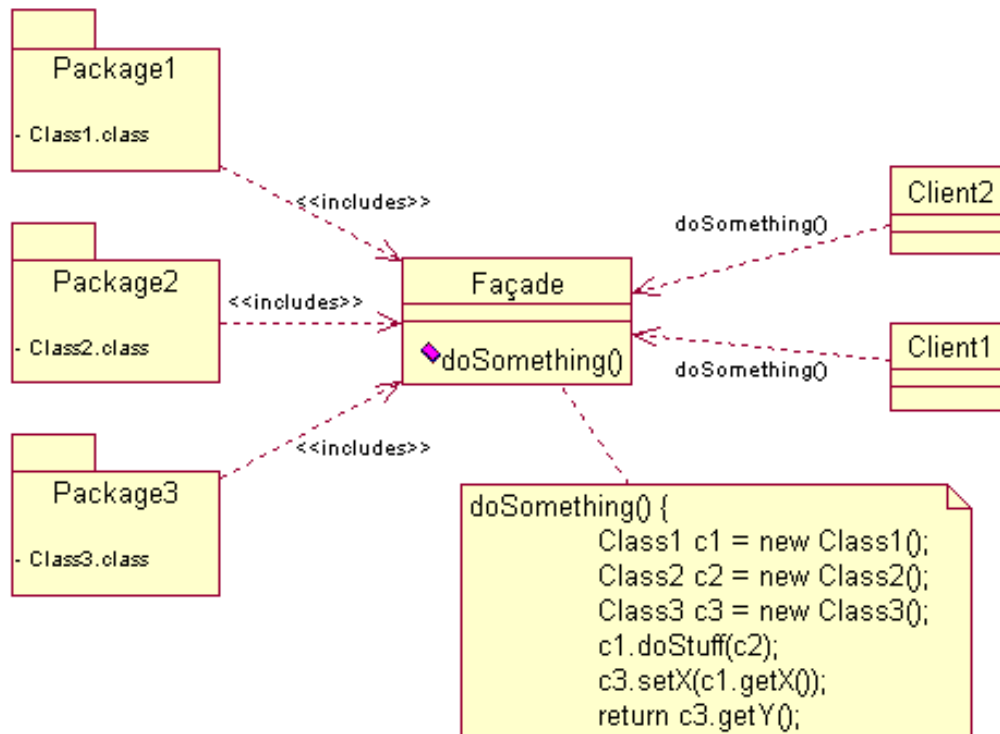 Package1
- Class1.class
<<includes>>
Package2
- Class2.class
<<includes>>
Package3
- Class3.class
<<includes>>
Façade
doSomething()
Client2
doSomething()
Client1
doSomething()
doSomething() {
Class1 c1 = new Class1();
Class2 c2 = new Class2();
Class3 c3 = new Class3();
c1.doStuff(c2);
c3.setX(c1.getX());
return c3.getY();